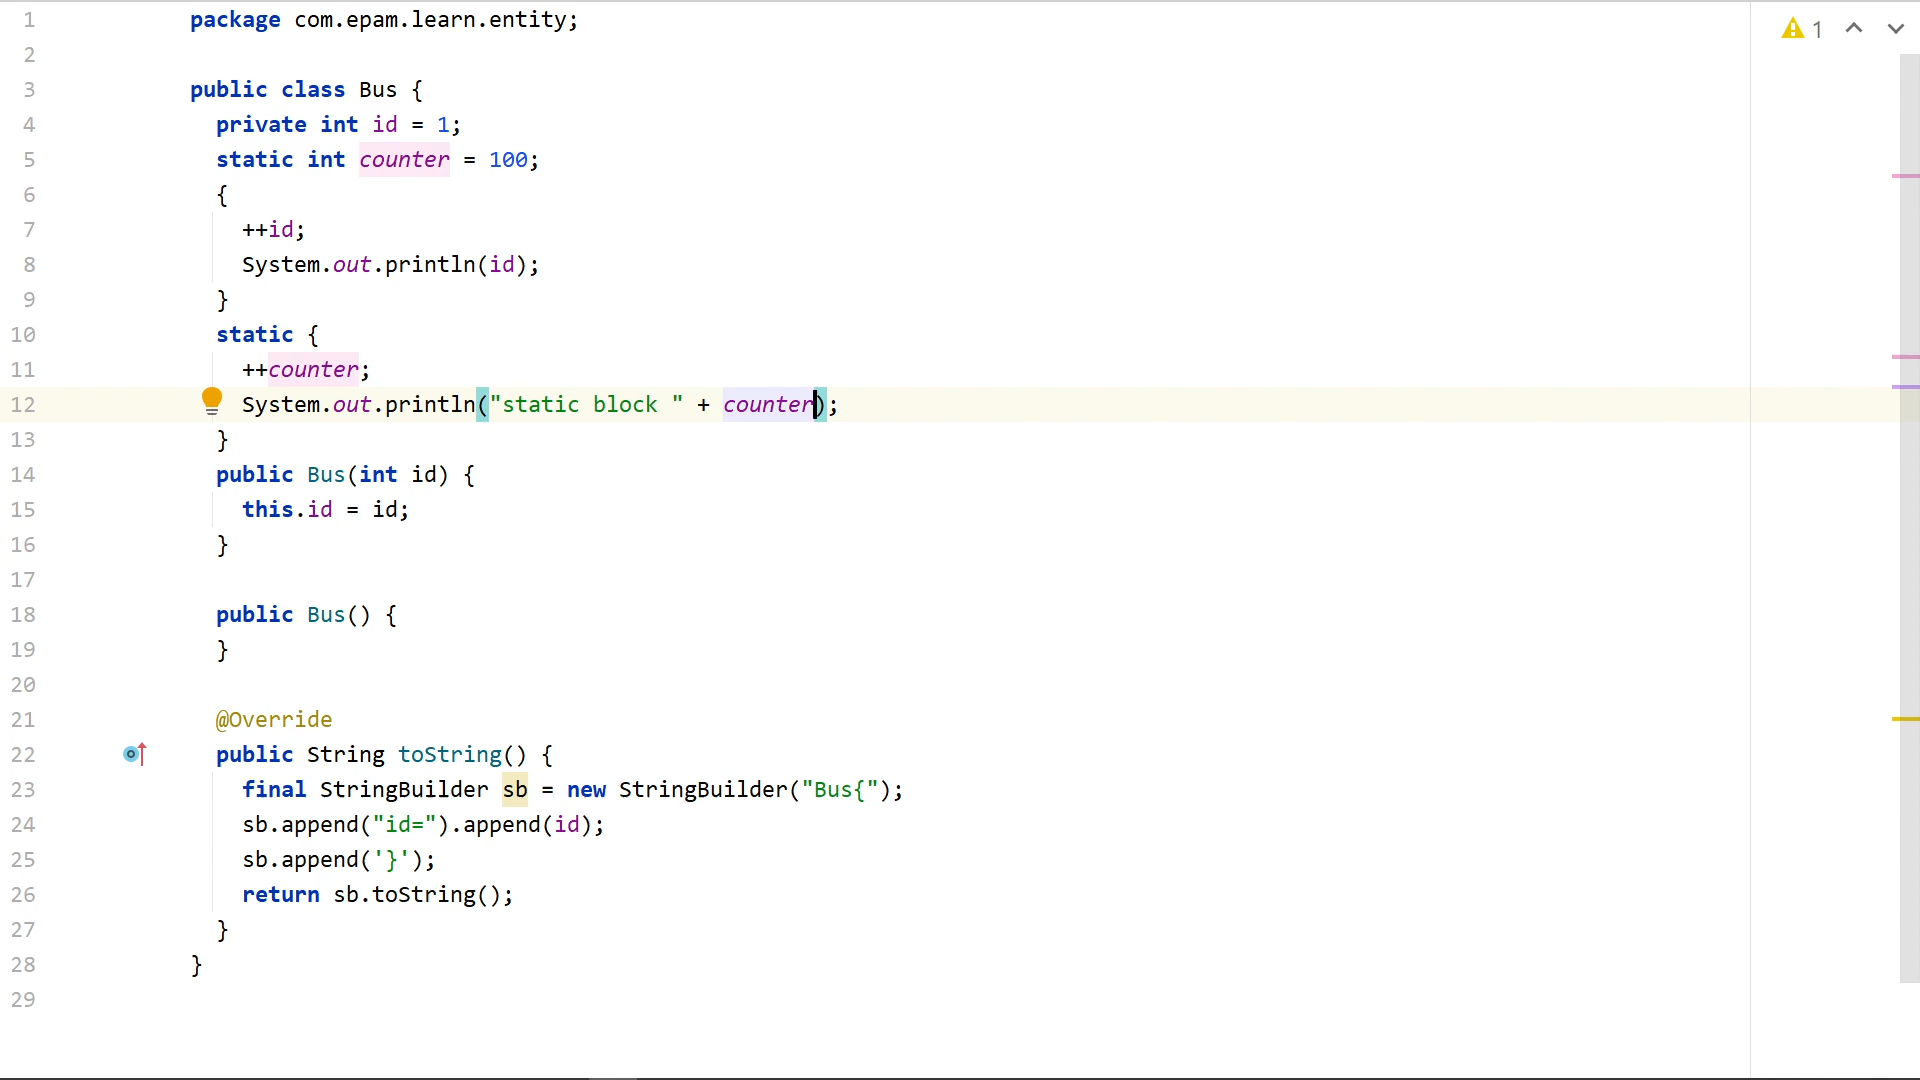 1 package com.epam.learn.entity;
2
3 public class Bus {
4 private int id = 1;
5 static int counter = 100;
6 {
7 ++id;
8 System.out.println(id);
9 }
10 static {
11 ++counter;
12 System.out.println("static block " + counter);
13 }
14 public Bus(int id) {
15 this.id = id;
16 }
17
18 public Bus() {
19 }
20
21 @Override
22 public String toString() {
23 final StringBuilder sb = new StringBuilder("Bus{");
24 sb.append("id=").append(id);
25 sb.append('}');
26 return sb.toString();
27 }
28 }
29
1